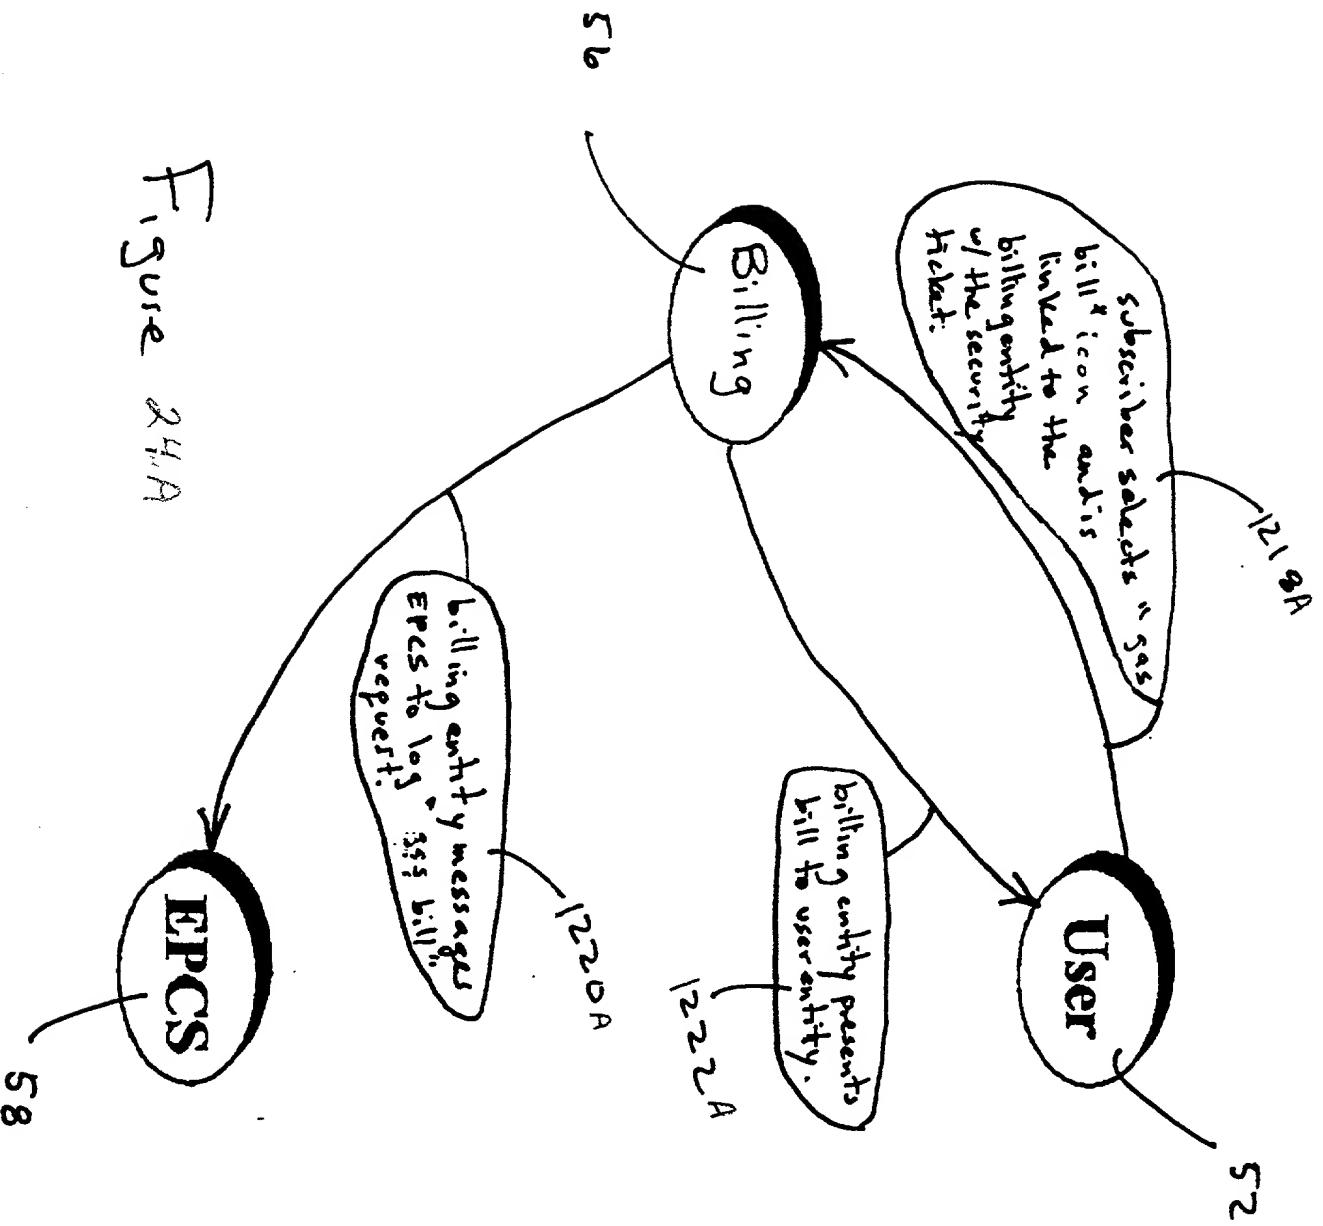 52
User
1218A
subscriber selects "gas
bill" icon and is
linked to the
billing entity
w/ the security
ticket.
1222A
billing entity presents
bill to user entity.
Billing
56
1220A
billing entity messages
EPCS to log "
bill"
request.
EPCS
58
Figure 24A